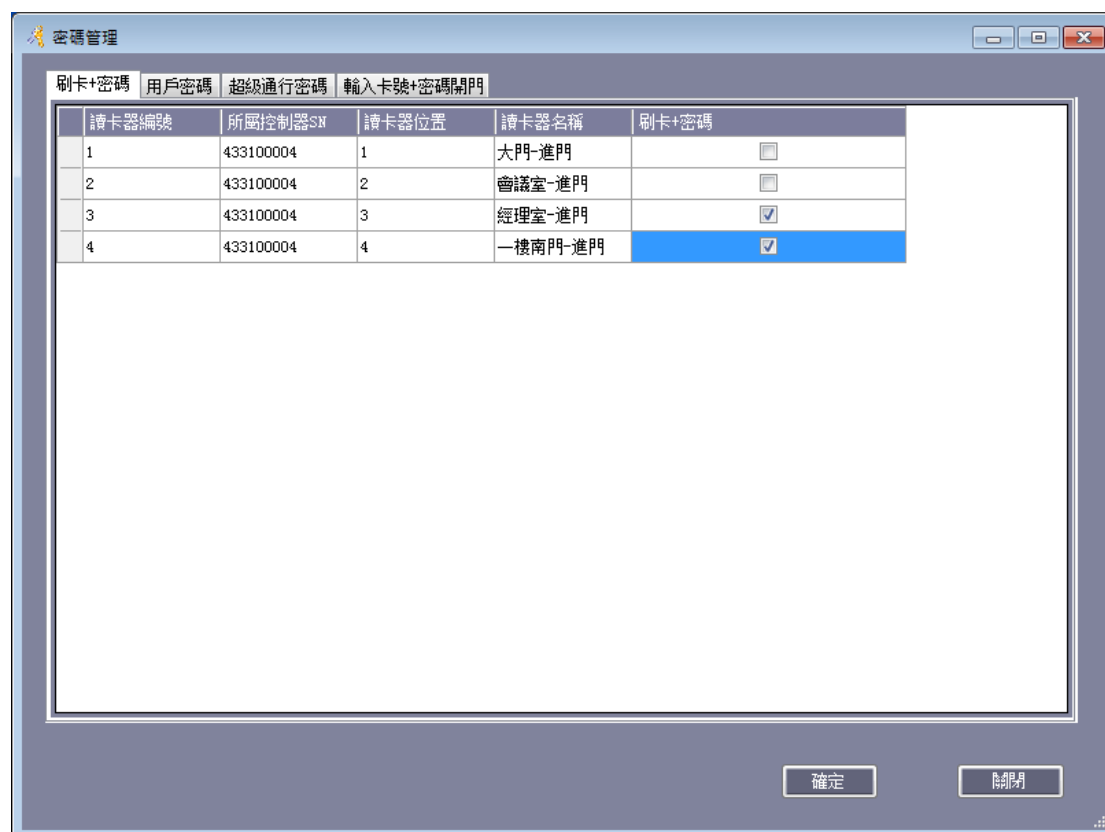 密碼管理
刷卡+密碼 用戶密碼 超級通行密碼 輸入卡號+密碼開門
讀卡器編號 所屬控制器SN 讀卡器位置 讀卡器名稱 刷卡+密碼
1 433100004 1 大門-進門
2 433100004 2 會議室-進門
3 433100004 3 經理室-進門
4 433100004 4 一樓南門-進門
確定 關閉